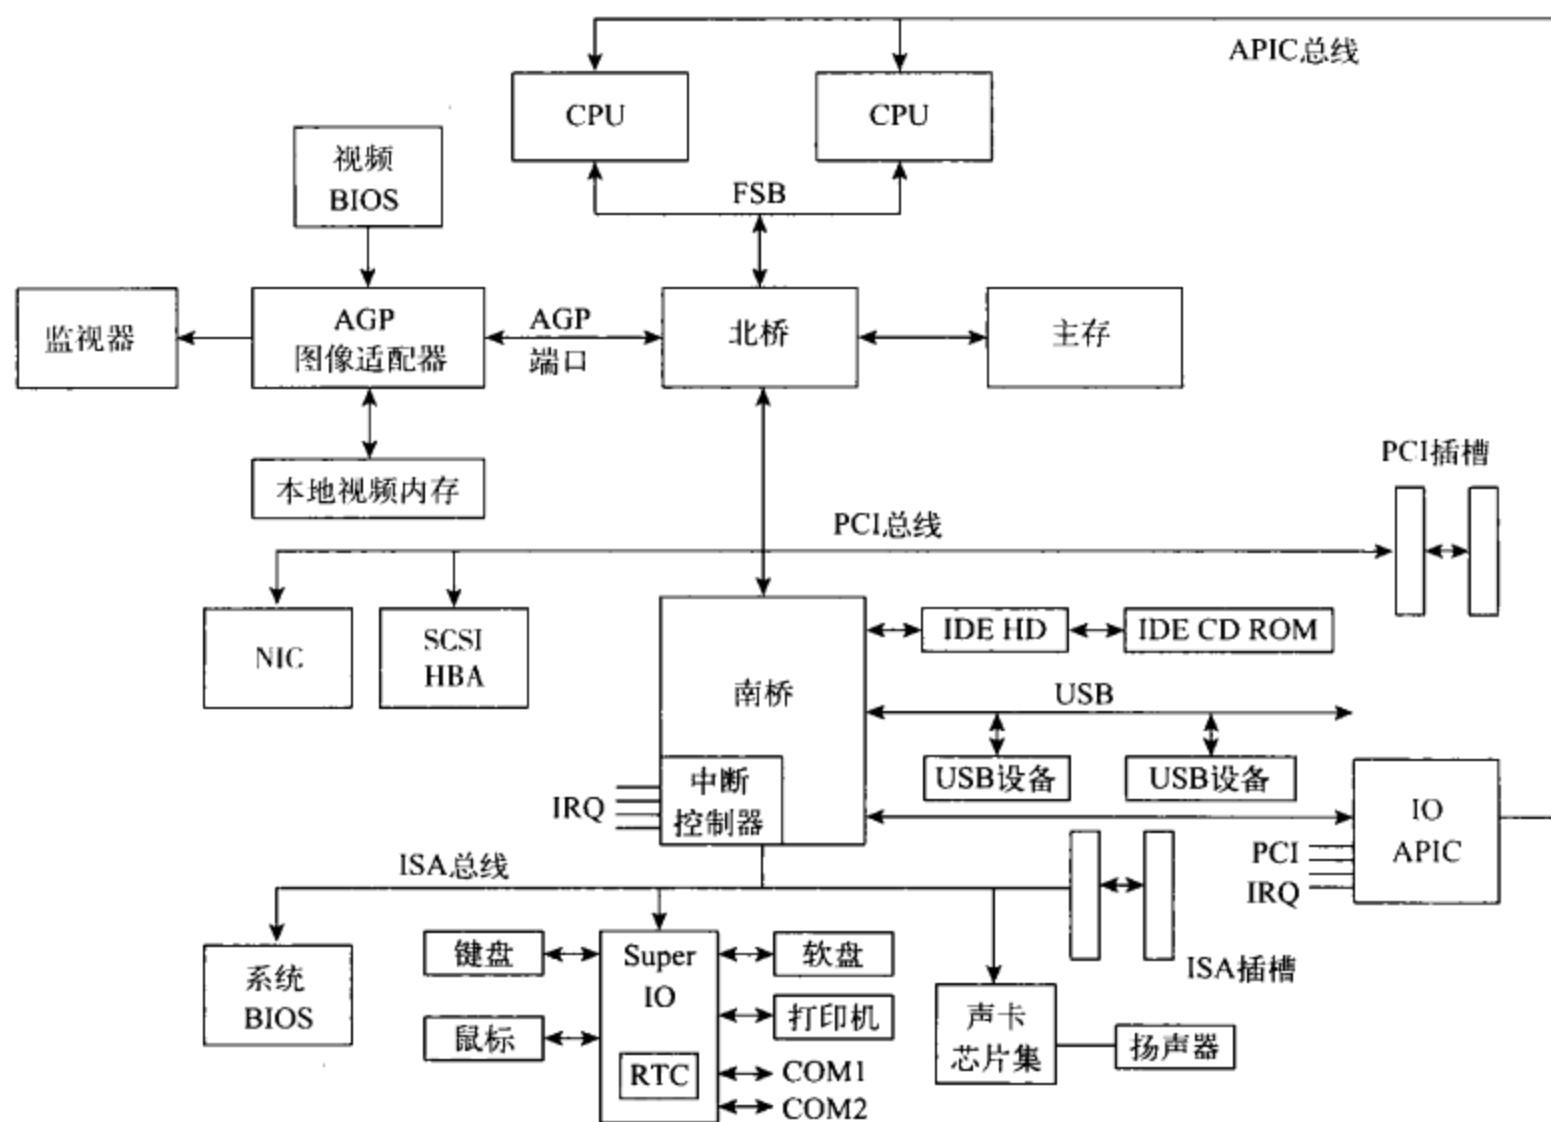 APIC总线
CPU
CPU
视频
BIOS
FSB
监视器
AGP
图像适配器
AGP
端口
北桥
主存
本地视频内存
PCI插槽
PCI总线
NIC
SCSI
HBA
南桥
IDE HD
IDE CD ROM
USB
USB设备
USB设备
中断
控制器
IRQ
IO
APIC
PCI
IRQ
ISA总线
ISA插槽
系统
BIOS
键盘
鼠标
Super
IO
RTC
软盘
打印机
COM1
COM2
声卡
芯片集
扬声器